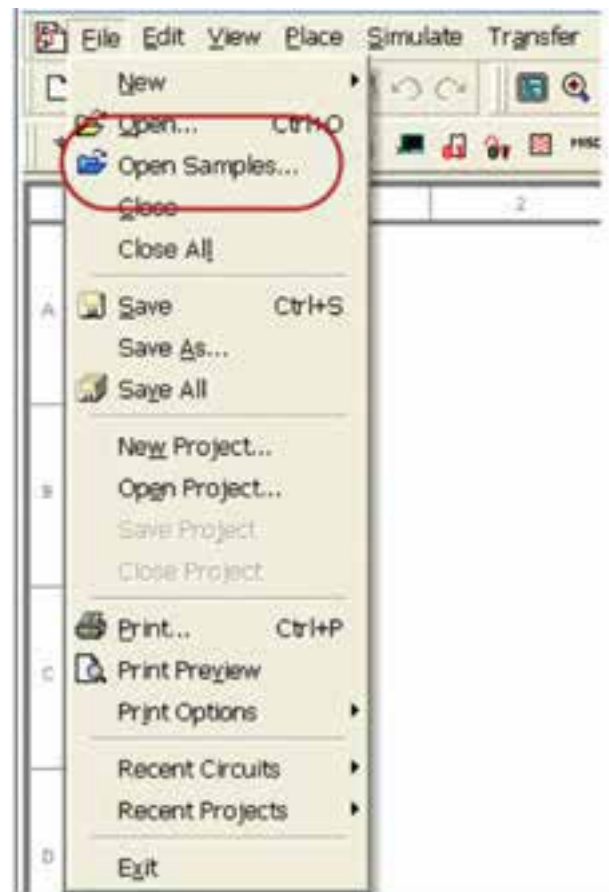 File Edit View Place Simulate Transfer
New
Open... Ctrl+O
Open Samples...
MISC
Close
2
Close All
A
Save Ctrl+S
Save As...
Save All
New Project...
Open Project...
B
Save Project
Close Project
Print... Ctrl+P
C
Print Preview
Print Options
Recent Circuits
Recent Projects
D
Exit